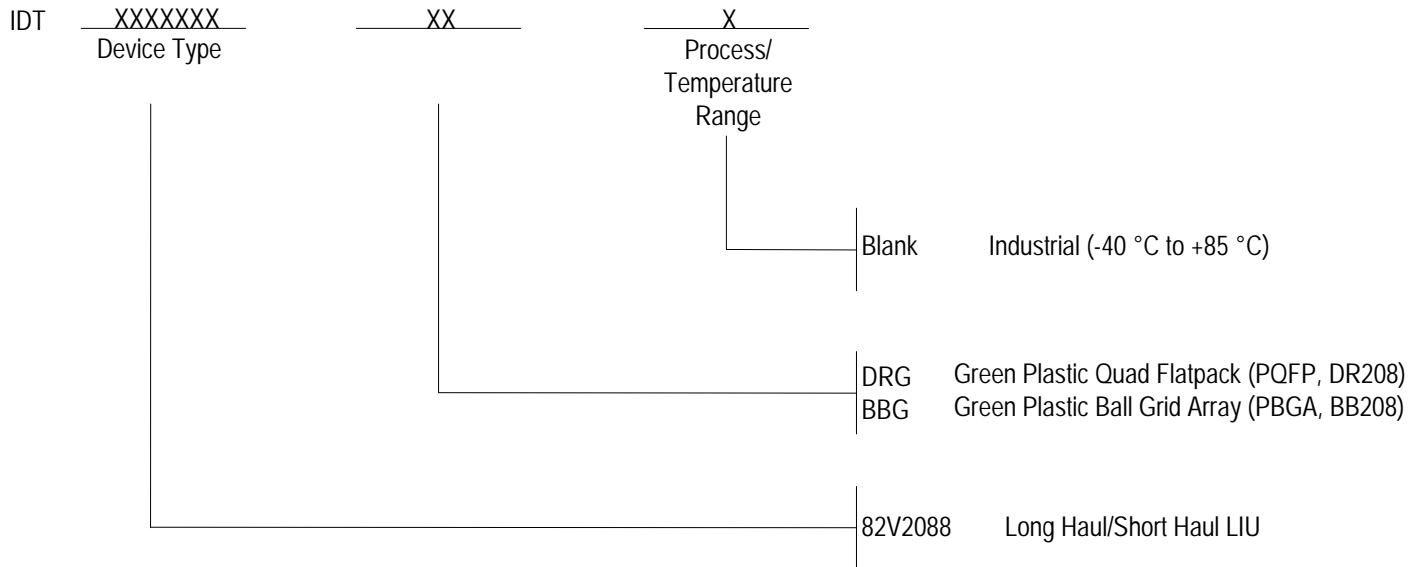 IDT XXXXXXX XX X
Device Type Process/
Temperature
Range
Blank Industrial (-40 °C to +85 °C)
DRG Green Plastic Quad Flatpack (PQFP, DR208)
BBG Green Plastic Ball Grid Array (PBGA, BB208)
82V2088 Long Haul/Short Haul LIU